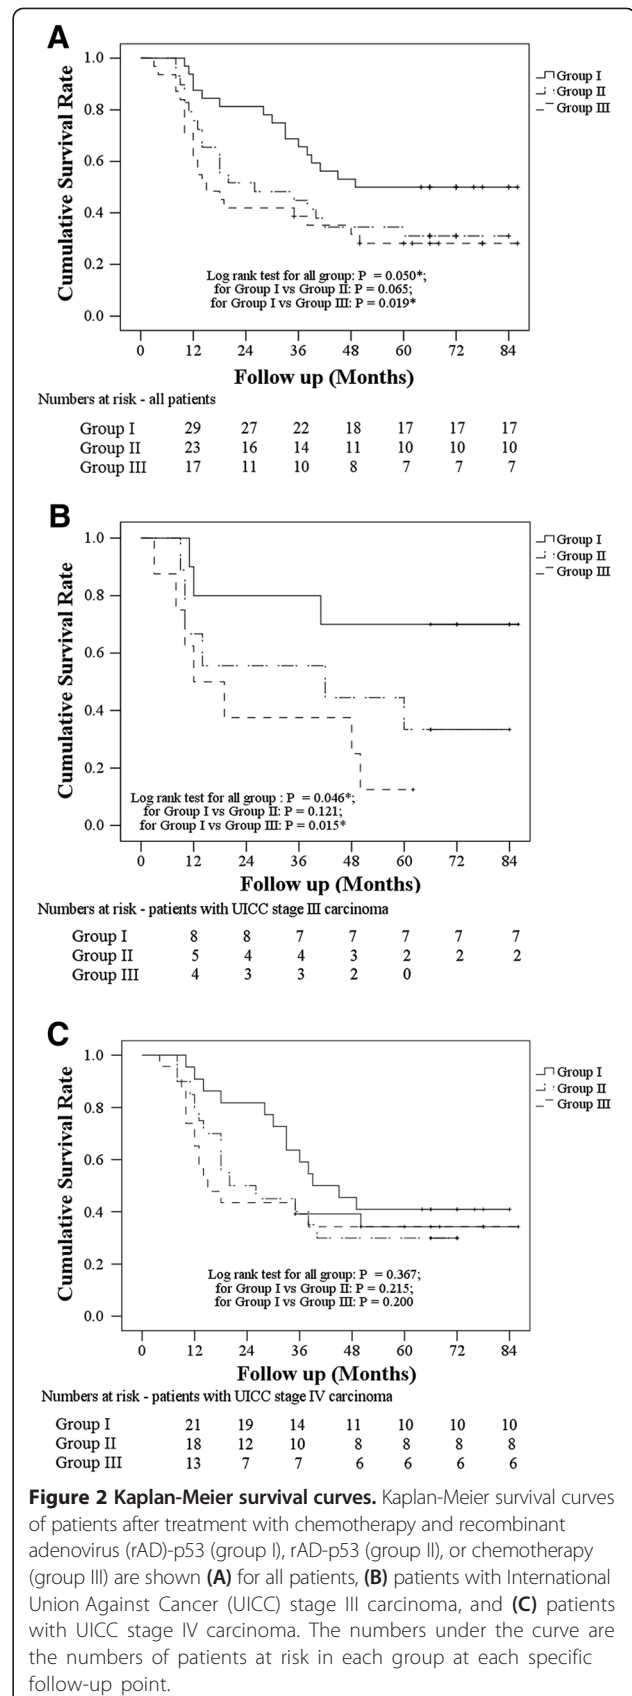 A
Cumulative Survival Rate
1.0
0.8
0.6
0.4
0.2
0.0
Group I
Group II
Group III
Log rank test for all group: P = 0.050*;
for Group I vs Group II: P = 0.065;
for Group I vs Group III: P = 0.019*
0 12 24 36 48 60 72 84
Follow up (Months)
Numbers at risk - all patients
Group I 29 27 22 18 17 17 17
Group II 23 16 14 11 10 10 10
Group III 17 11 10 8 7 7 7
B
Cumulative Survival Rate
1.0
0.8
0.6
0.4
0.2
0.0
Group I
Group II
Group III
Log rank test for all group : P = 0.046*;
for Group I vs Group II: P = 0.121;
for Group I vs Group III: P = 0.015*
0 12 24 36 48 60 72 84
Follow up (Months)
Numbers at risk - patients with UICC stage III carcinoma
Group I 8 8 7 7 7 7 7
Group II 5 4 4 3 2 2 2
Group III 4 3 3 2 0
C
Cumulative Survival Rate
1.0
0.8
0.6
0.4
0.2
0.0
Group I
Group II
Group III
Log rank test for all group: P = 0.367;
for Group I vs Group II: P = 0.215;
for Group I vs Group III: P = 0.200
0 12 24 36 48 60 72 84
Follow up (Months)
Numbers at risk - patients with UICC stage IV carcinoma
Group I 21 19 14 11 10 10 10
Group II 18 12 10 8 8 8 8
Group III 13 7 7 6 6 6 6
Figure 2 Kaplan-Meier survival curves. Kaplan-Meier survival curves
of patients after treatment with chemotherapy and recombinant
adenovirus (rAD)-p53 (group I), rAD-p53 (group II), or chemotherapy
(group III) are shown (A) for all patients, (B) patients with International
Union Against Cancer (UICC) stage III carcinoma, and (C) patients
with UICC stage IV carcinoma. The numbers under the curve are
the numbers of patients at risk in each group at each specific
follow-up point.